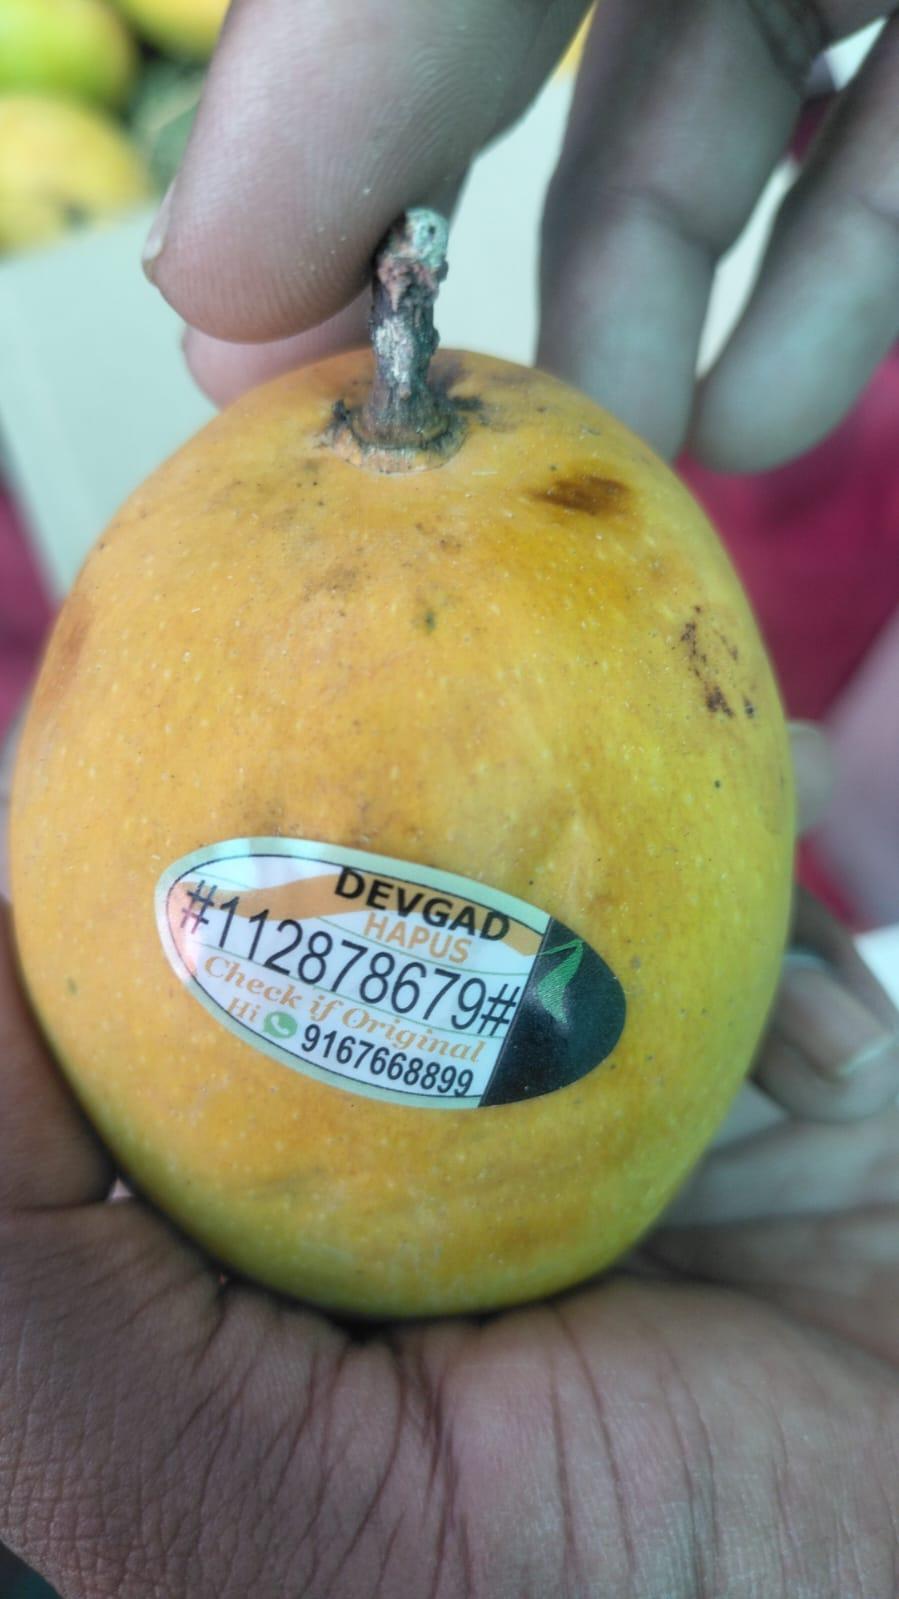 DEVGAD
HAPUS
#112878679#
Check if Original
Hi 9167668899